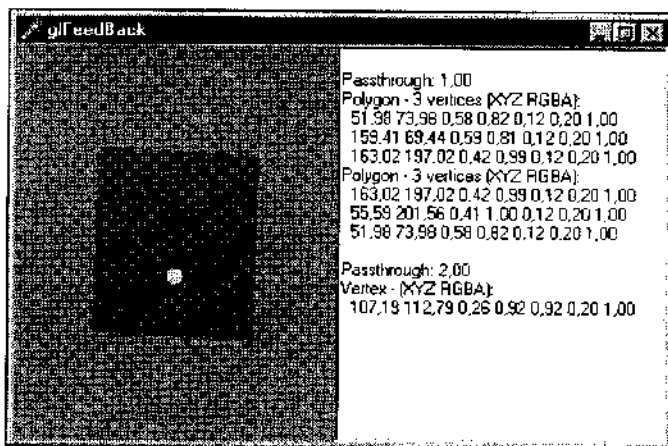 glFeedBack
Passthrough: 1,00
Polygon - 3 vertices (XYZ RGBA):
51,98 73,98 0,58 0,82 0,12 0,20 1,00
159,41 69,44 0,59 0,81 0,12 0,20 1,00
163,02 197,02 0,42 0,99 0,12 0,20 1,00
Polygon - 3 vertices (XYZ RGBA):
163,02 197,02 0,42 0,99 0,12 0,20 1,00
55,59 201,56 0,41 1,00 0,12 0,20 1,00
51,98 73,98 0,58 0,82 0,12 0,20 1,00
Passthrough: 2,00
Vertex - (XYZ RGBA):
107,19 112,79 0,26 0,92 0,92 0,20 1,00